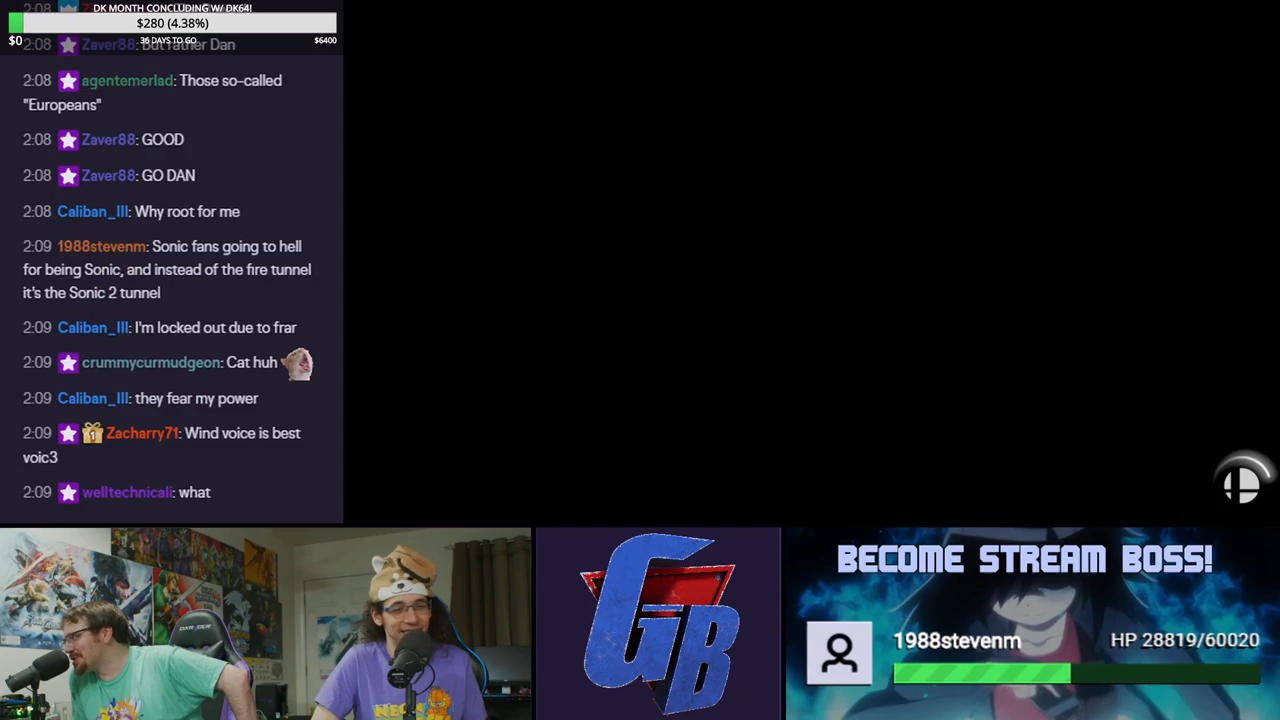 DK MONTH CONCLUDING W/ DK64!
2:08
$280 (4.38%)
$0 36 DAYS TO GO $6400
2:08 Zaver88: But father Dan
2:08 agentemerlad: Those so-called
"Europeans"
2:08 Zaver88: GOOD
2:08 Zaver88: GO DAN
2:08 Caliban_III: Why root for me
2:09 1988stevenm: Sonic fans going to hell
for being Sonic, and instead of the fire tunnel
it's the Sonic 2 tunnel
2:09 Caliban_III: I'm locked out due to frar
2:09 crummycurmudgeon: Cat huh
2:09 Caliban_III: they fear my power
2:09 1 Zacharry71: Wind voice is best
voic3
2:09 welltechnicali: what
DXRACER
GB
BECOME STREAM BOSS!
1988stevenm HP 28819/60020